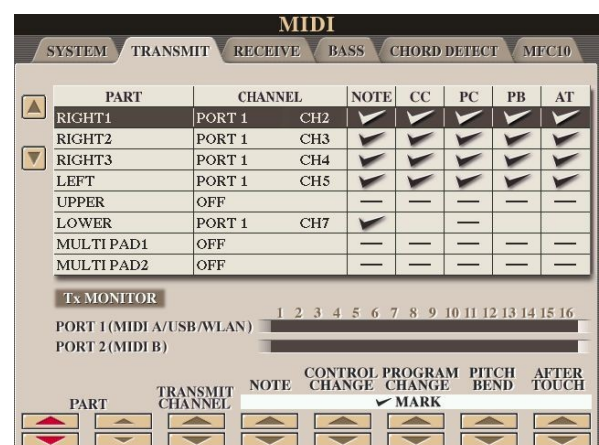 MIDI
SYSTEM TRANSMIT RECEIVE BASS CHORD DETECT MFC10
PART CHANNEL NOTE CC PC PB AT
RIGHT1 PORT 1 CH2
RIGHT2 PORT 1 CH3
RIGHT3 PORT 1 CH4
LEFT PORT 1 CH5
UPPER OFF — — — — —
LOWER PORT 1 CH7 —
MULTI PAD1 OFF — — — — —
MULTI PAD2 OFF — — — — —
Tx MONITOR
1 2 3 4 5 6 7 8 9 10 11 12 13 14 15 16
PORT 1(MIDI A/USB/WLAN)
PORT 2(MIDI B)
PART TRANSMIT CHANNEL NOTE CONTROL CHANGE PROGRAM CHANGE PITCH BEND AFTER TOUCH
MARK